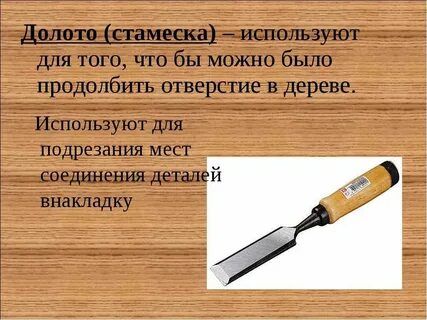 Долото (стамеска) – используют
для того, что бы можно было
продолбить отверстие в дереве.
Используют для
подрезания мест
соединения деталей
внакладку